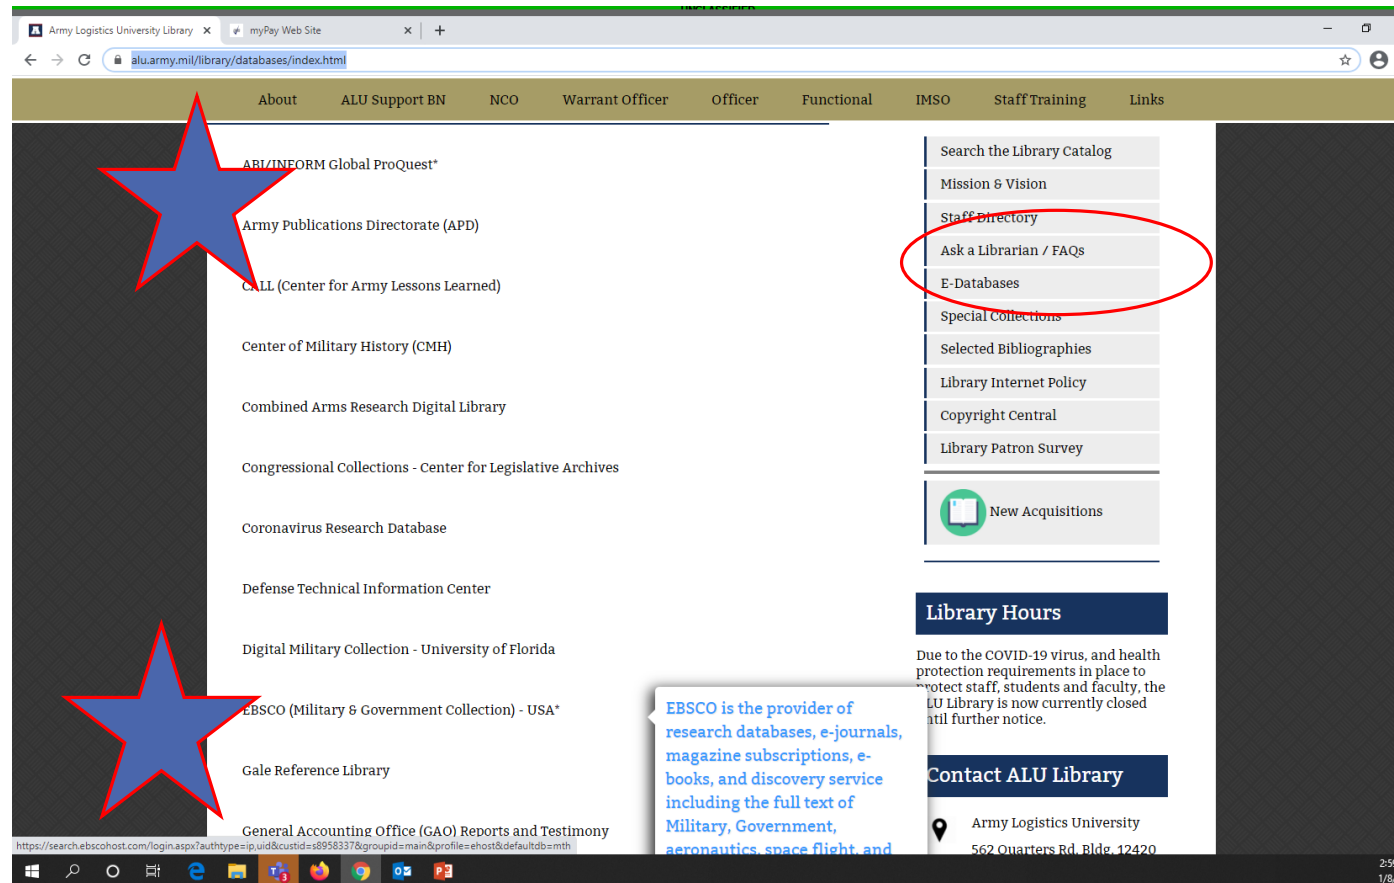 UNCLASSIFIED
Army Logistics University Library
myPay Web Site
alu.army.mil/library/databases/index.html
About ALU Support BN NCO Warrant Officer Officer Functional IMSO Staff Training Links
ABI/INFORM Global ProQuest*
Army Publications Directorate (APD)
CALL (Center for Army Lessons Learned)
Center of Military History (CMH)
Combined Arms Research Digital Library
Congressional Collections - Center for Legislative Archives
Coronavirus Research Database
Defense Technical Information Center
Digital Military Collection - University of Florida
EBSCO (Military & Government Collection) - USA*
Gale Reference Library
General Accounting Office (GAO) Reports and Testimony
EBSCO is the provider of
research databases, e-journals,
magazine subscriptions, e-
books, and discovery service
including the full text of
Military, Government,
aeronautics, space flight, and
Search the Library Catalog
Mission & Vision
Staff Directory
Ask a Librarian / FAQs
E-Databases
Special Collections
Selected Bibliographies
Library Internet Policy
Copyright Central
Library Patron Survey
New Acquisitions
Library Hours
Due to the COVID-19 virus, and health
protection requirements in place to
protect staff, students and faculty, the
ALU Library is now currently closed
until further notice.
Contact ALU Library
Army Logistics University
562 Quarters Rd, Bldg. 12420
https://search.ebscohost.com/login.aspx?authtype=ip,uid&custid=s8958337&groupid=main&profile=ehost&defaultdb=mth
2:59
1/8/